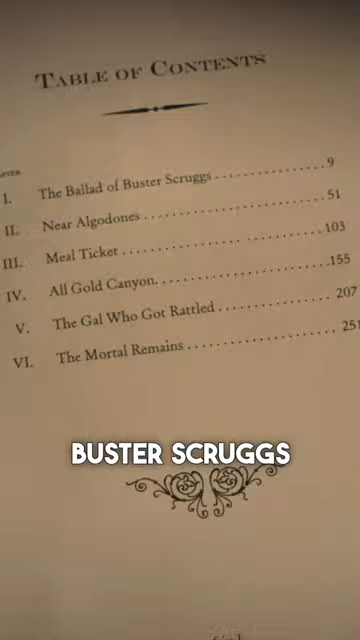 TABLE OF CONTENTS
I. The Ballad of Buster Scruggs . . . . . . . . . . . . . . . . 9
II. Near Algodones . . . . . . . . . . . . . . . . . . . . . . . . . . 51
III. Meal Ticket . . . . . . . . . . . . . . . . . . . . . . . . . . . . 103
IV. All Gold Canyon. . . . . . . . . . . . . . . . . . . . . . . . . .155
V. The Gal Who Got Rattled . . . . . . . . . . . . . . . . . 207
VI. The Mortal Remains . . . . . . . . . . . . . . . . . . . . . . 251
BUSTER SCRUGGS